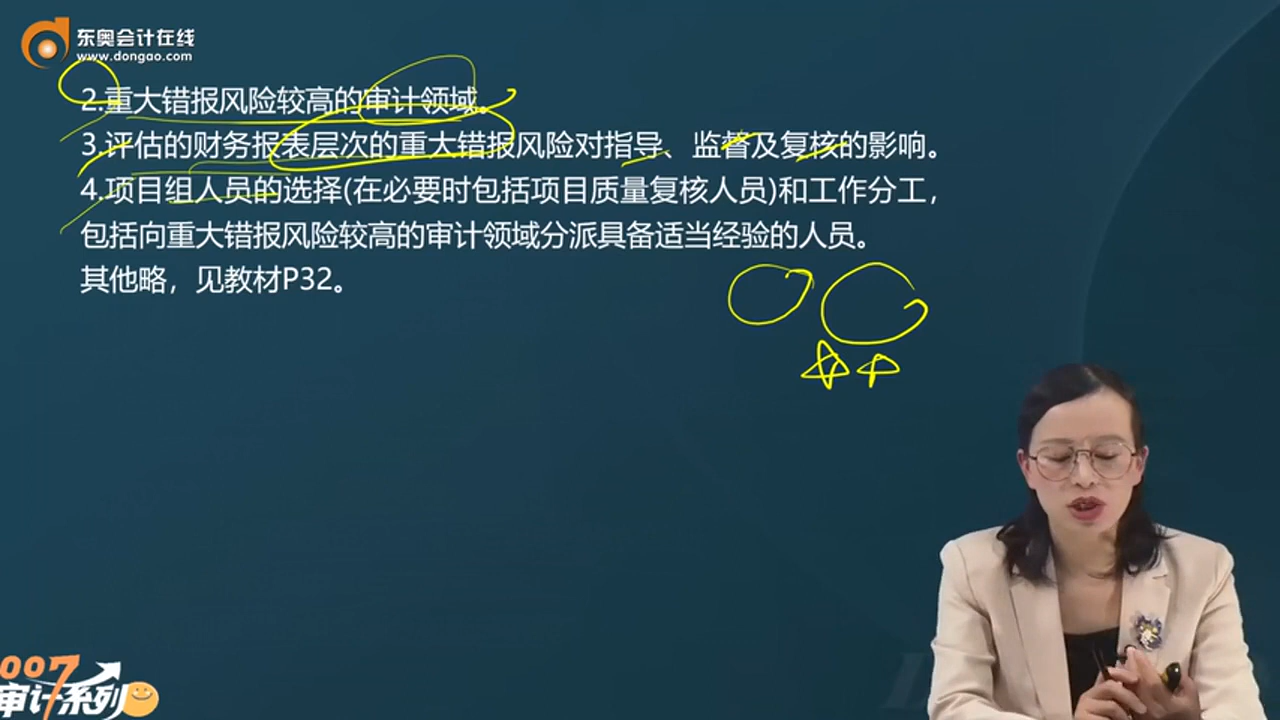 东奥会计在线
www.dongao.com
2.重大错报风险较高的审计领域。
3.评估的财务报表层次的重大错报风险对指导、监督及复核的影响。
4.项目组人员的选择(在必要时包括项目质量复核人员)和工作分工，
包括向重大错报风险较高的审计领域分派具备适当经验的人员。
其他略，见教材P32。
007
审计系列